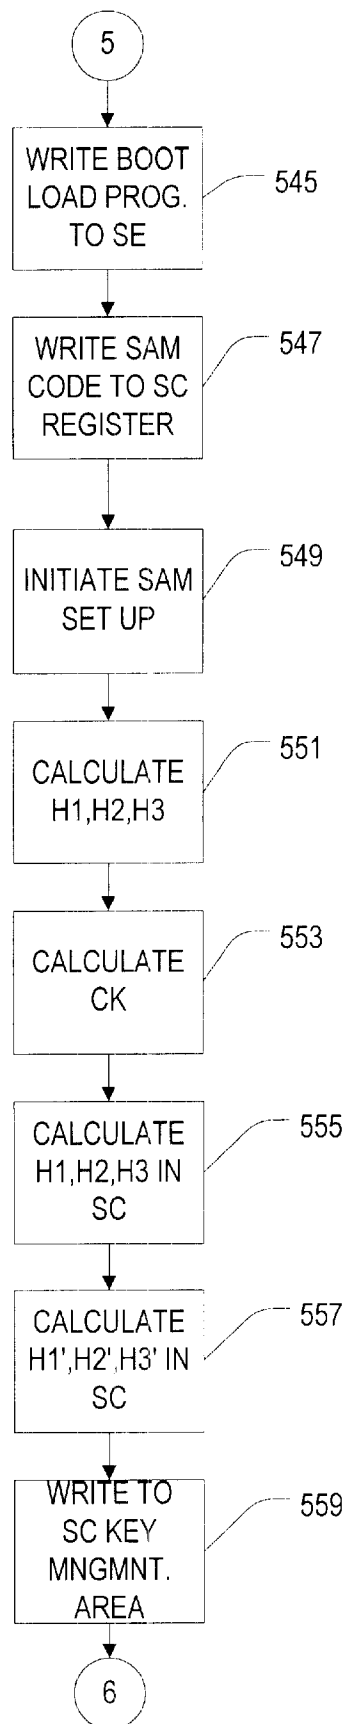 5
WRITE BOOT
LOAD PROG.
TO SE
545
WRITE SAM
CODE TO SC
REGISTER
547
INITIATE SAM
SET UP
549
CALCULATE
H1,H2,H3
551
CALCULATE
CK
553
CALCULATE
H1,H2,H3 IN
SC
555
CALCULATE
H1',H2',H3' IN
SC
557
WRITE TO
SC KEY
MNGMNT.
AREA
559
6